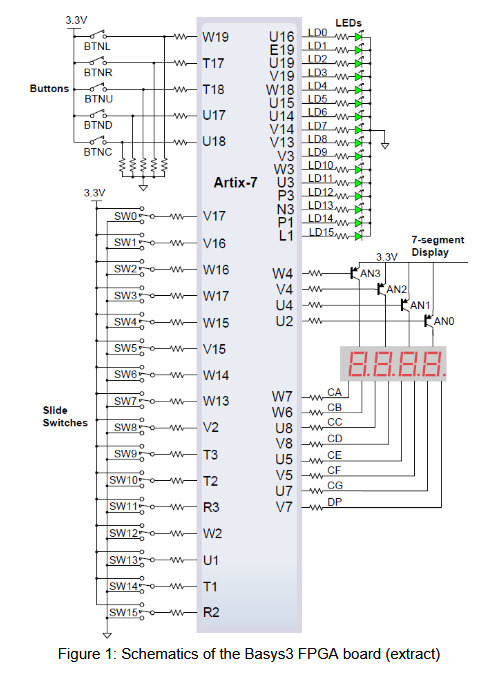 3.3V
BTNL
BTNR
Buttons
BTNU
BTND
BTNC
W19
T17
T18
U17
U18
Artix-7
LEDs
U16 LD0
E19 LD1
U19 LD2
V19 LD3
W18 LD4
U15 LD5
U14 LD6
V14 LD7
V13 LD8
V3 LD9
W3 LD10
U3 LD11
P3 LD12
N3 LD13
P1 LD14
L1 LD15
3.3V
Slide
Switches
SW0 V17
SW1 V16
SW2 W16
SW3 W17
SW4 W15
SW5 V15
SW6 W14
SW7 W13
SW8 V2
SW9 T3
SW10 T2
SW11 R3
SW12 W2
SW13 U1
SW14 T1
SW15 R2
7-segment
Display
3.3V
W4 AN3
V4 AN2
U4 AN1
U2 AN0
8.8.8.8.
W7 CA
W6 CB
U8 CC
V8 CD
U5 CE
V5 CF
U7 CG
V7 DP
Figure 1: Schematics of the Basys3 FPGA board (extract)